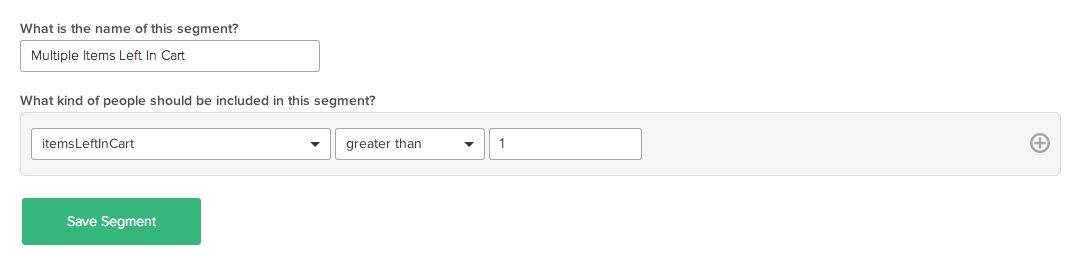 What is the name of this segment?
Multiple Items Left In Cart
What kind of people should be included in this segment?
itemsLeftInCart greater than 1
Save Segment